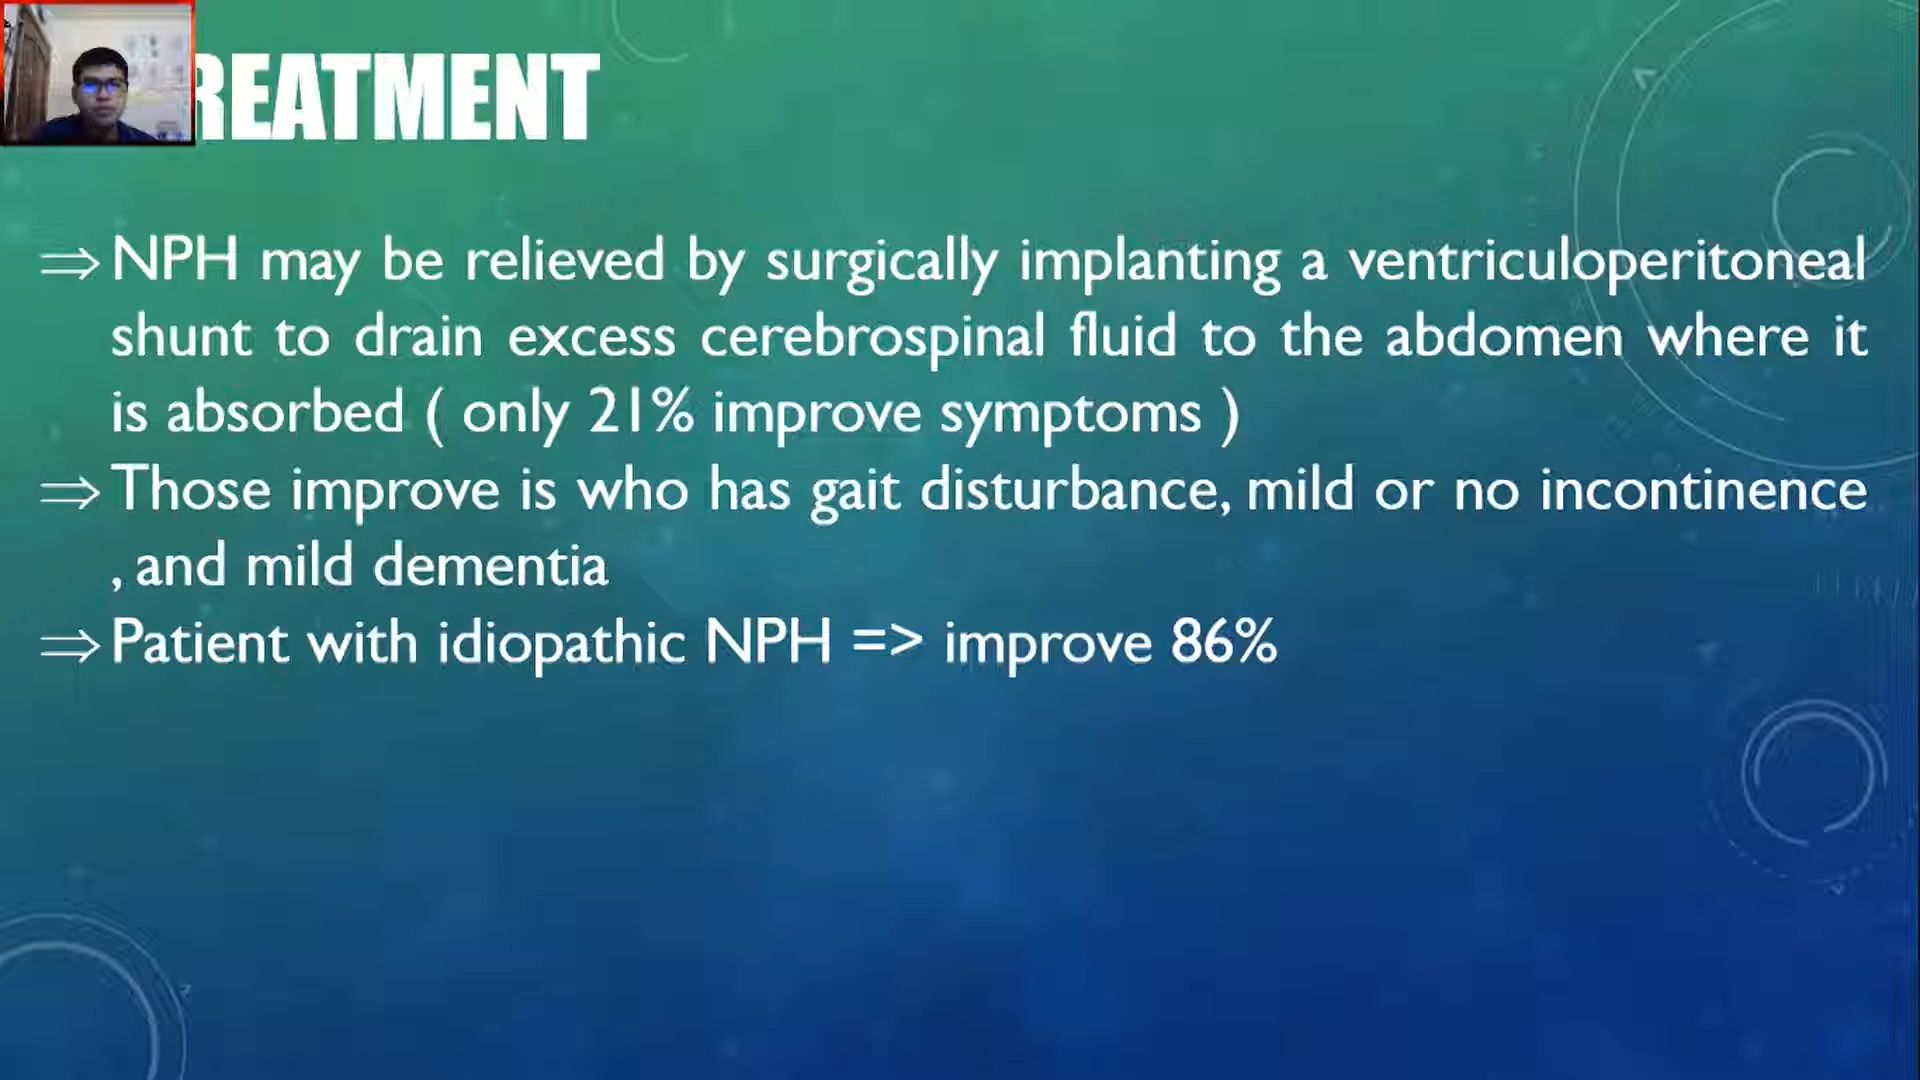 REATMENT
⇒ NPH may be relieved by surgically implanting a ventriculoperitoneal
shunt to drain excess cerebrospinal fluid to the abdomen where it
is absorbed ( only 21% improve symptoms )
⇒ Those improve is who has gait disturbance, mild or no incontinence
, and mild dementia
⇒ Patient with idiopathic NPH => improve 86%